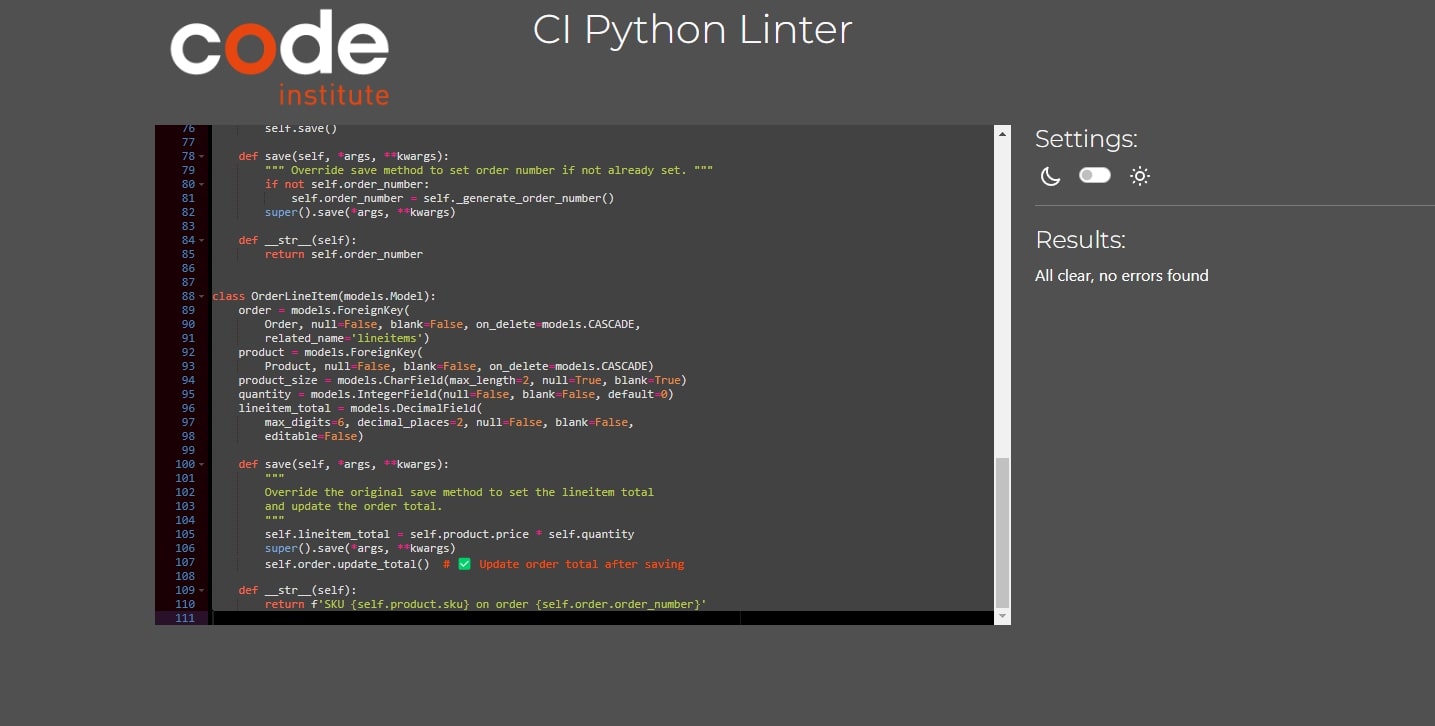 code
institute
CI Python Linter
76 self.save()
77
78 def save(self, *args, **kwargs):
79 """ Override save method to set order number if not already set. """
80 if not self.order_number:
81 self.order_number = self._generate_order_number()
82 super().save(*args, **kwargs)
83
84 def __str__(self):
85 return self.order_number
86
87
88 class OrderLineItem(models.Model):
89 order = models.ForeignKey(
90 Order, null=False, blank=False, on_delete=models.CASCADE,
91 related_name='lineitems')
92 product = models.ForeignKey(
93 Product, null=False, blank=False, on_delete=models.CASCADE)
94 product_size = models.CharField(max_length=2, null=True, blank=True)
95 quantity = models.IntegerField(null=False, blank=False, default=0)
96 lineitem_total = models.DecimalField(
97 max_digits=6, decimal_places=2, null=False, blank=False,
98 editable=False)
99
100 def save(self, *args, **kwargs):
101 """
102 Override the original save method to set the lineitem total
103 and update the order total.
104 """
105 self.lineitem_total = self.product.price * self.quantity
106 super().save(*args, **kwargs)
107 self.order.update_total() # ✅ Update order total after saving
108
109 def __str__(self):
110 return f'SKU {self.product.sku} on order {self.order.order_number}'
111
Settings:
Results:
All clear, no errors found